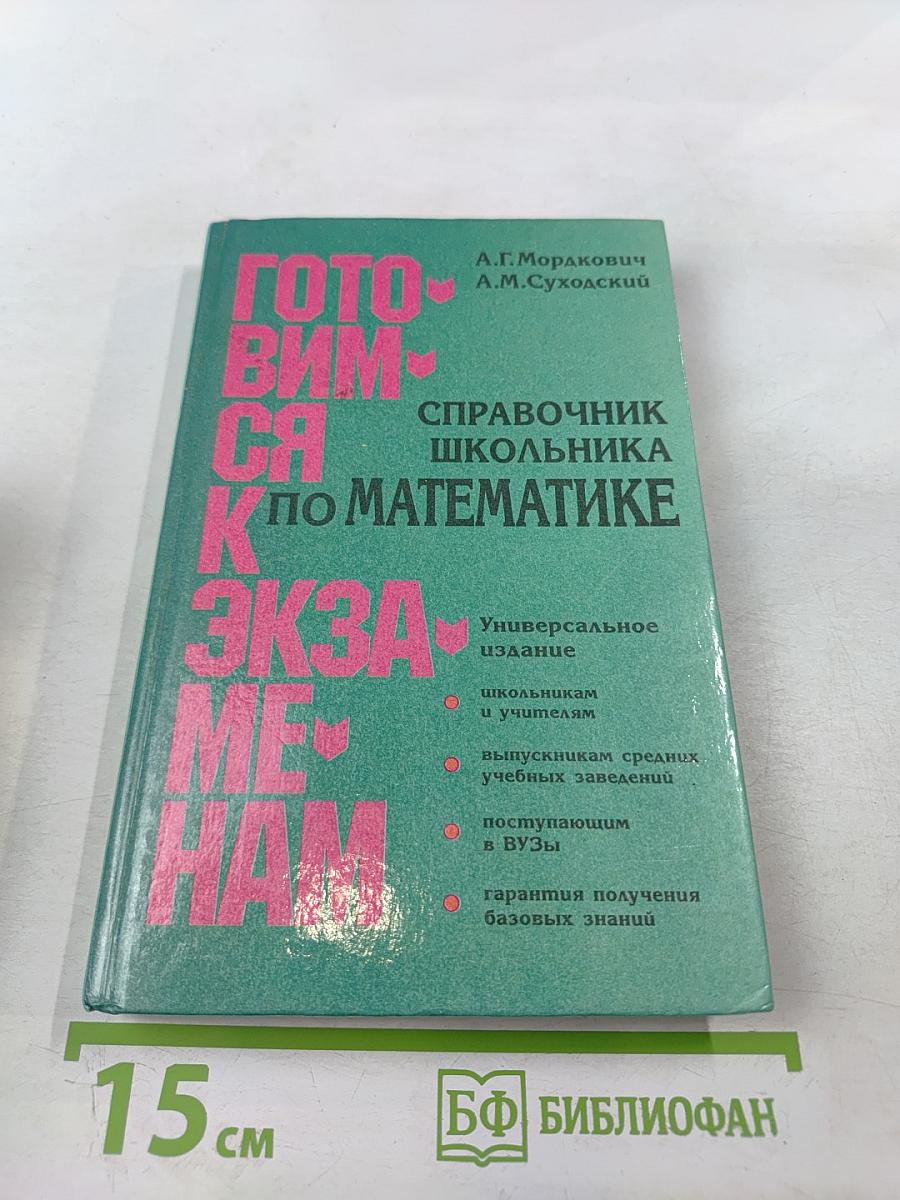 ГОТО-
ВИМ-
СЯ
К
ЭКЗА-
МЕ-
НАМ
А.Г.Мордкович
А.М.Суходский
СПРАВОЧНИК
ШКОЛЬНИКА
ПО МАТЕМАТИКЕ
Универсальное
издание
школьникам
и учителям
выпускникам средних
учебных заведений
поступающим
в ВУЗы
гарантия получения
базовых знаний
15 см
БФ БИБЛИОФАН